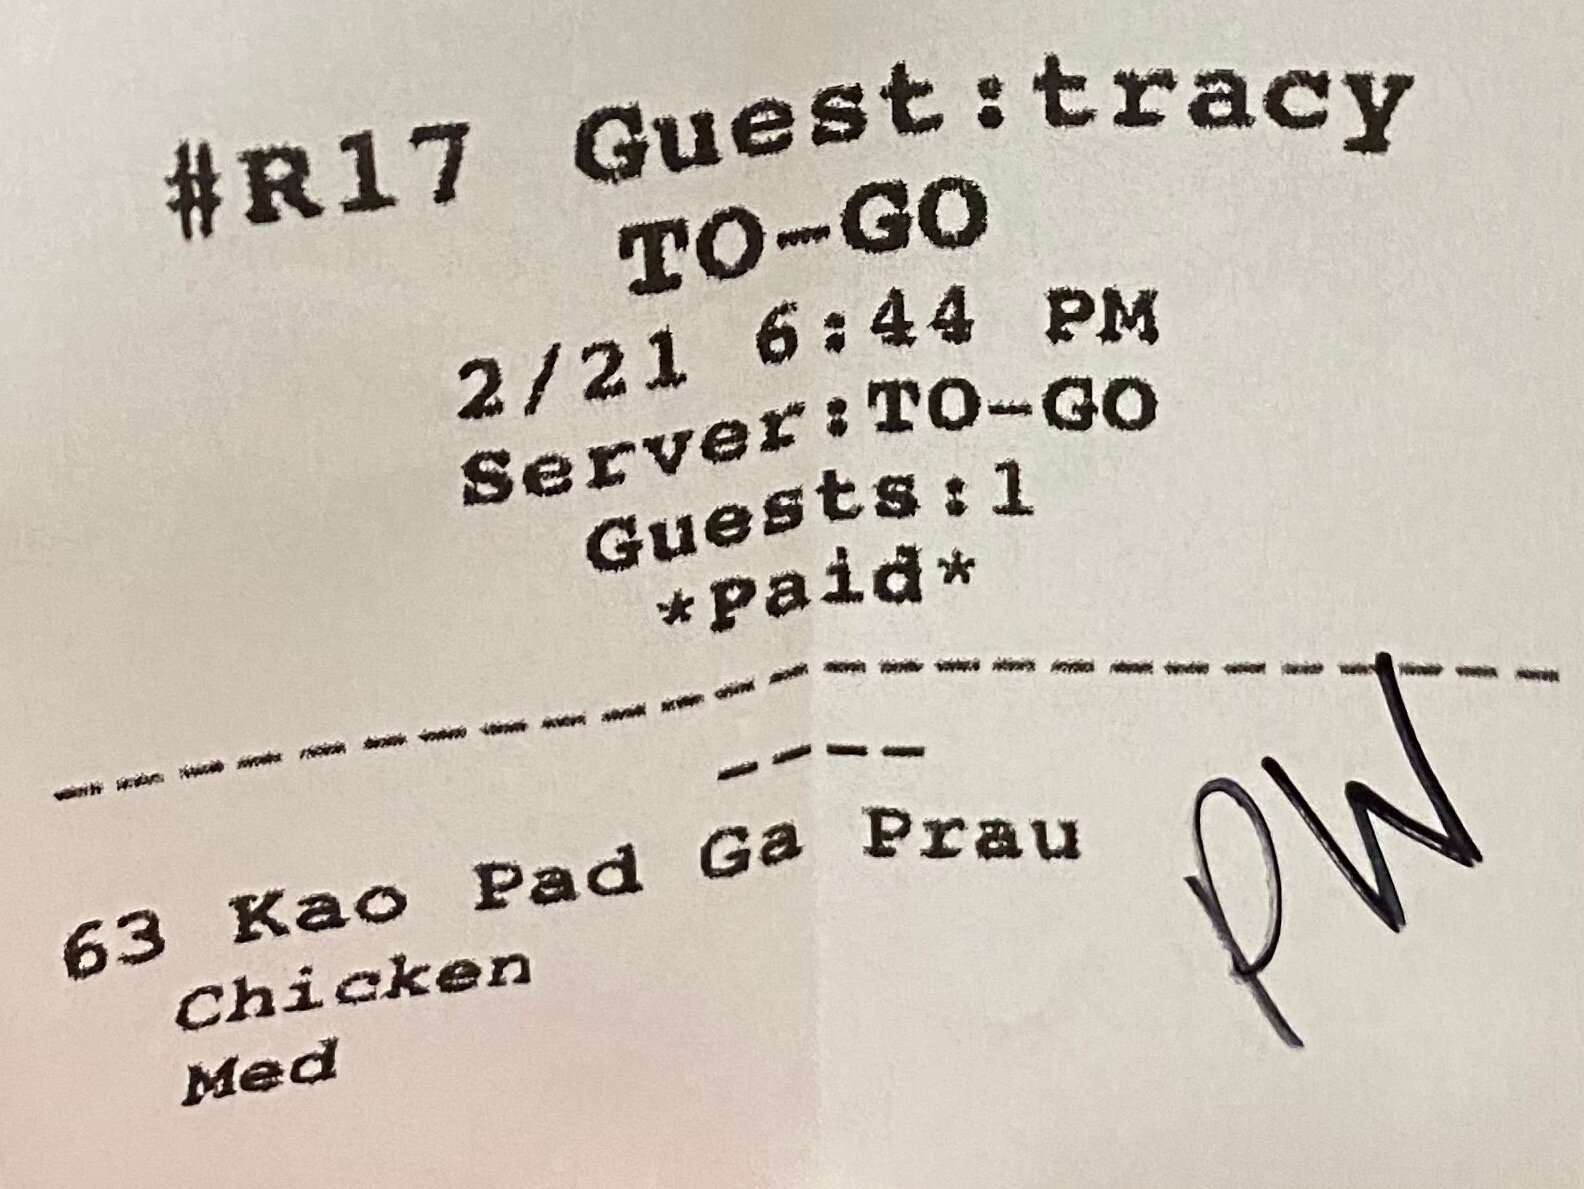 #R17 Guest:tracy
TO-GO
2/21 6:44 PM
Server:TO-GO
Guests:1
*Paid*
63 Kao Pad Ga Prau
Chicken
Med
PW